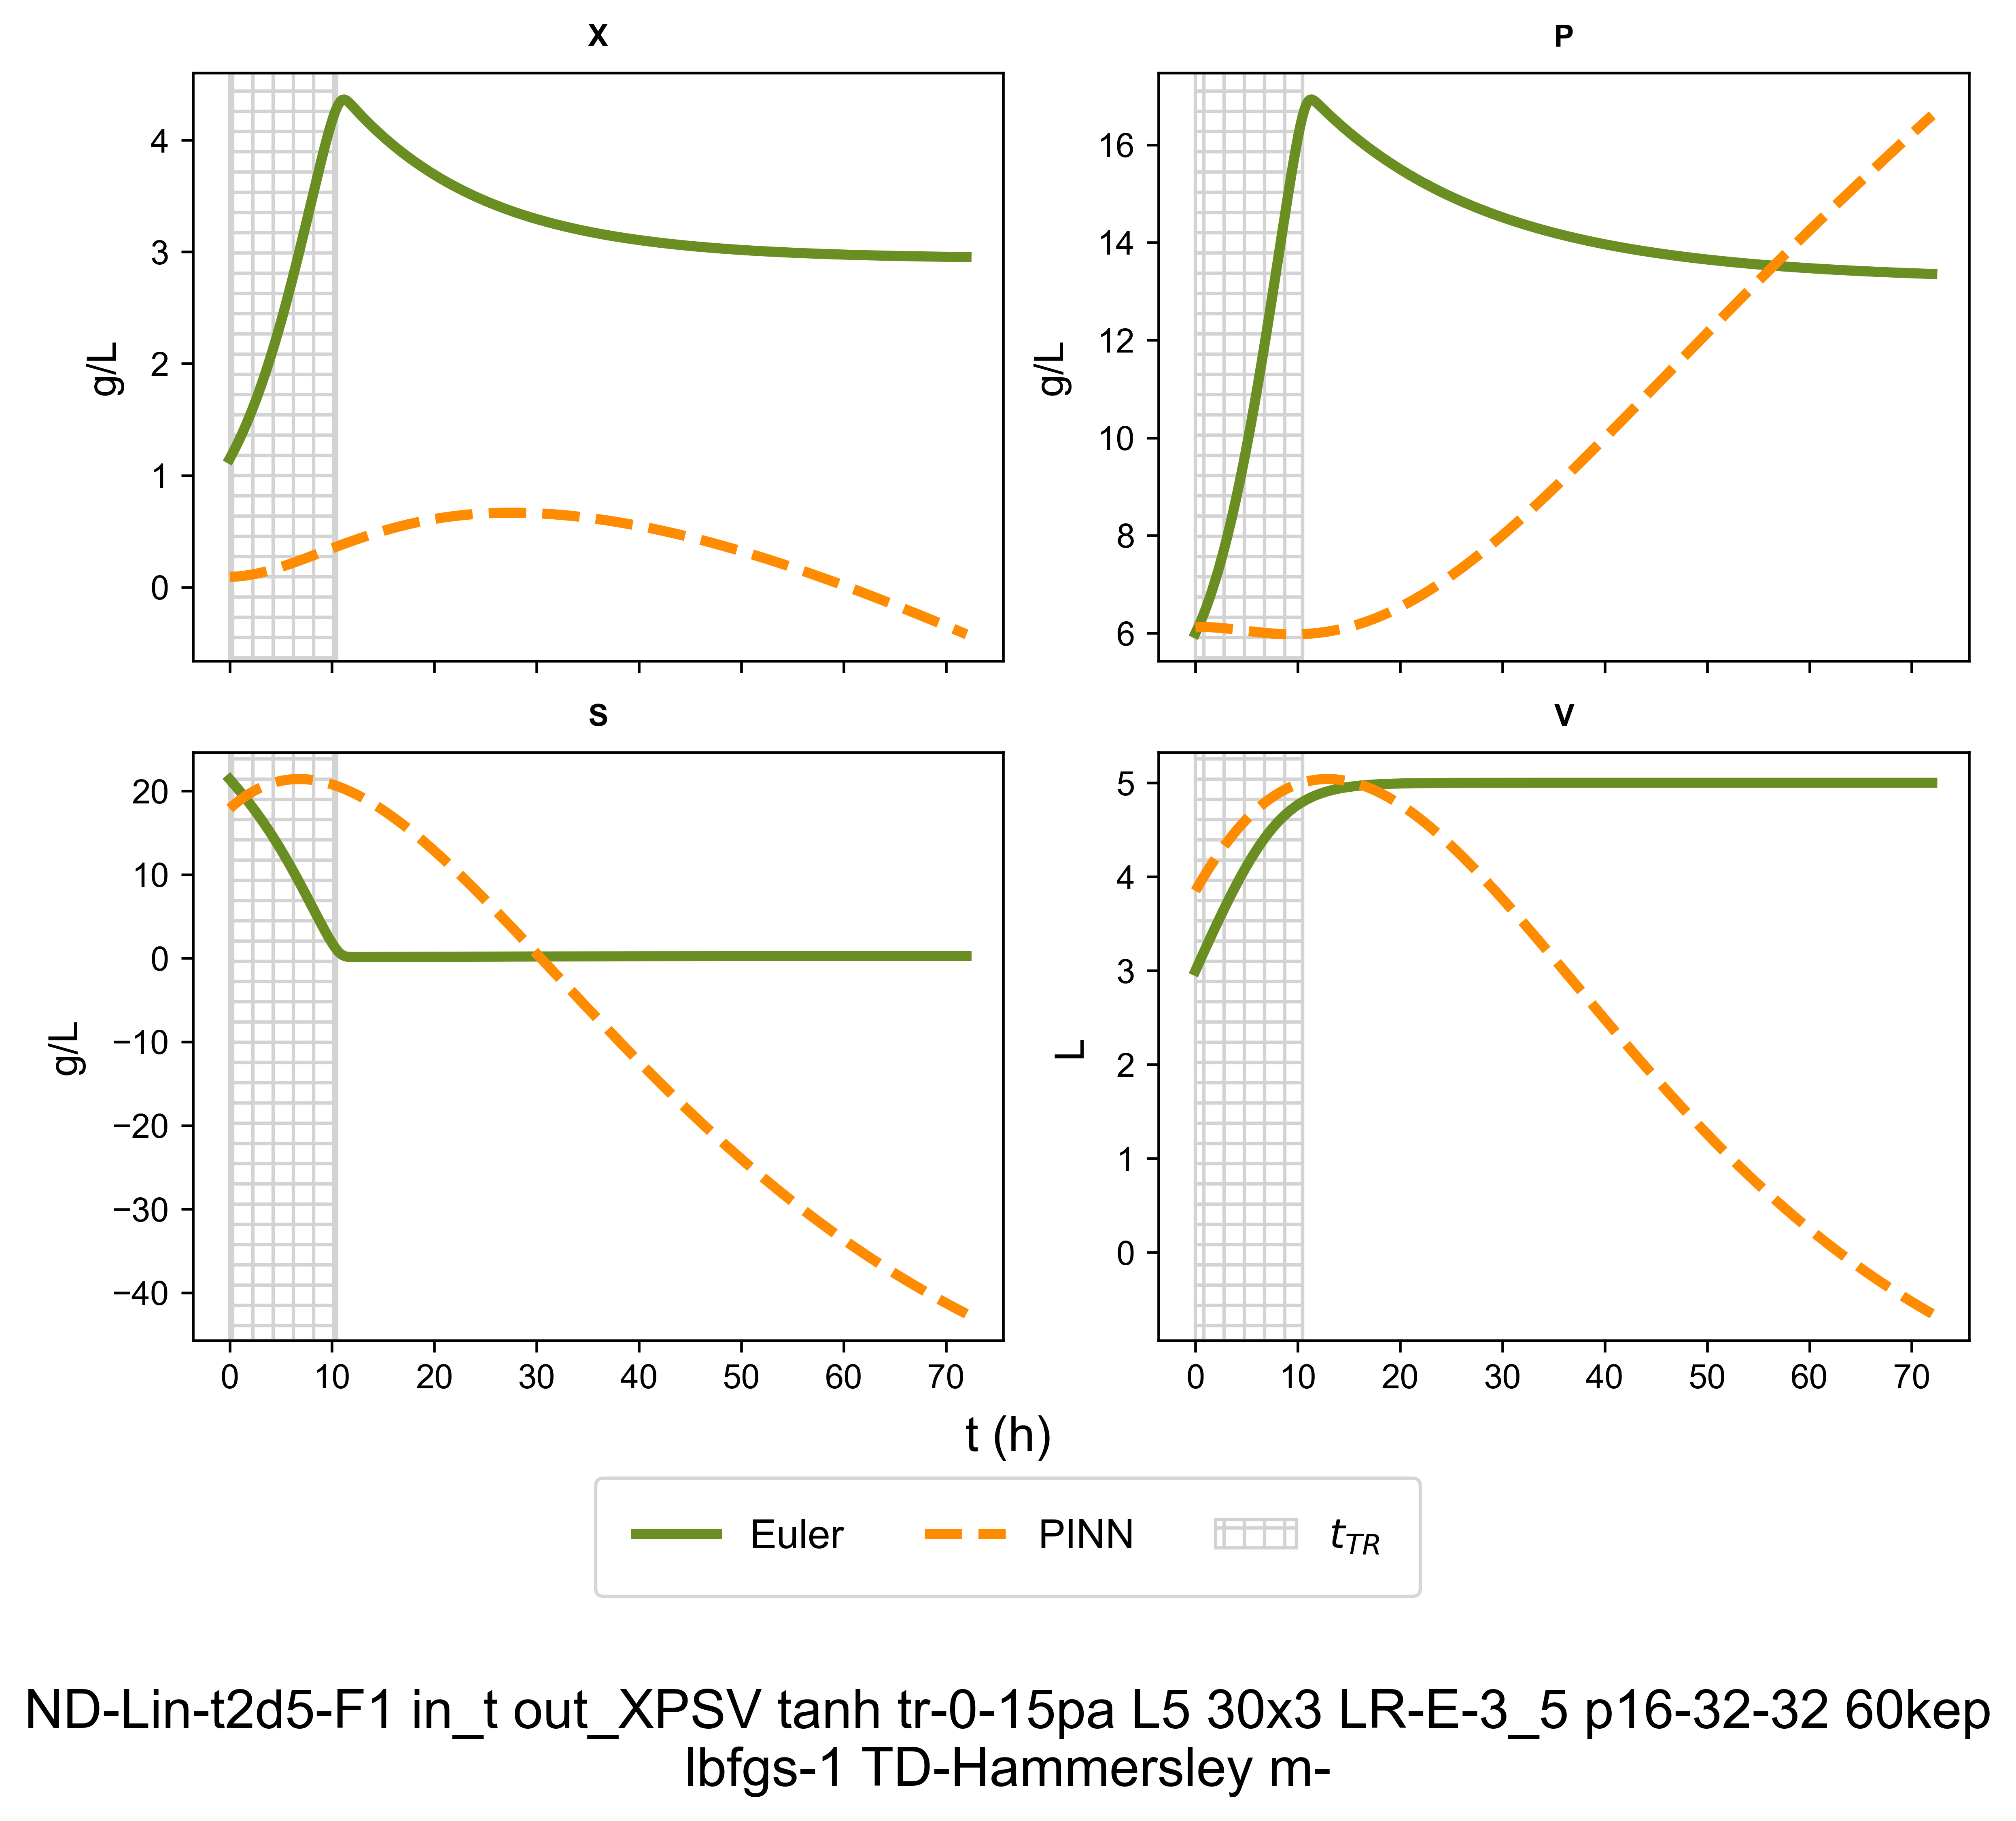 X
P
g/L
4
3
2
1
0
g/L
16
14
12
10
8
6
S
V
g/L
20
10
0
−10
−20
−30
−40
L
5
4
3
2
1
0
0 10 20 30 40 50 60 70
0 10 20 30 40 50 60 70
t (h)
Euler PINN t_TR
ND-Lin-t2d5-F1 in_t out_XPSV tanh tr-0-15pa L5 30x3 LR-E-3_5 p16-32-32 60kep
lbfgs-1 TD-Hammersley m-